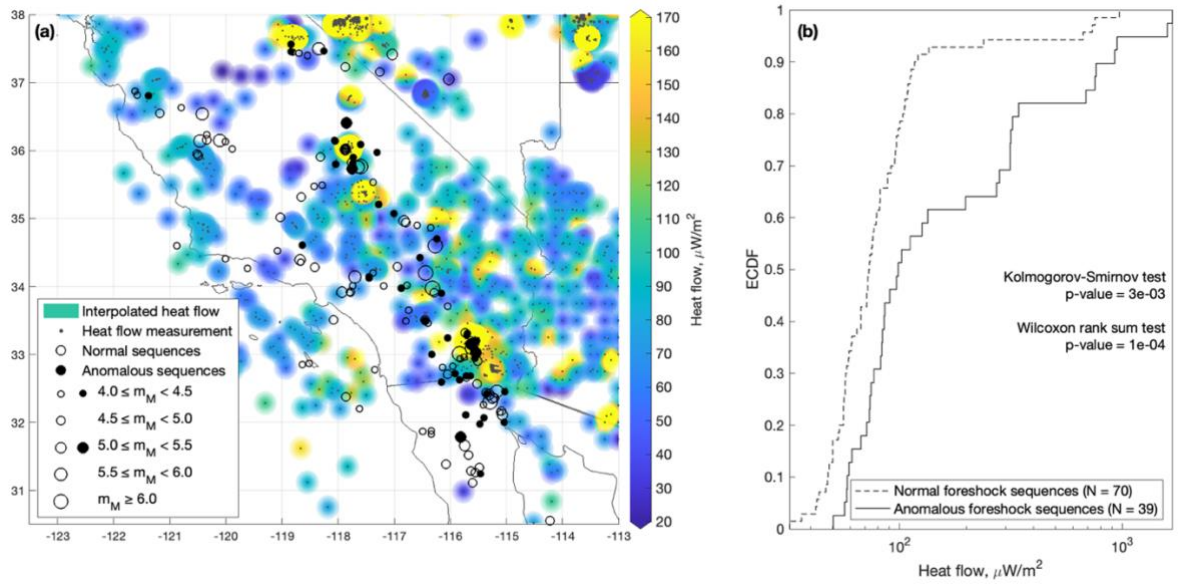 (a)
38
37
36
35
34
33
32
31
-123
-122
-121
-120
-119
-118
-117
-116
-115
-114
-113
Interpolated heat flow
Heat flow measurement
Normal sequences
Anomalous sequences
4.0 ≤ m_M < 4.5
4.5 ≤ m_M < 5.0
5.0 ≤ m_M < 5.5
5.5 ≤ m_M < 6.0
m_M ≥ 6.0
170
160
150
140
130
120
110
100
90
80
70
60
50
40
30
20
Heat flow, μW/m²
(b)
1
0.9
0.8
0.7
0.6
0.5
0.4
0.3
0.2
0.1
0
ECDF
Kolmogorov-Smirnov test
p-value = 3e-03
Wilcoxon rank sum test
p-value = 1e-04
Normal foreshock sequences (N = 70)
Anomalous foreshock sequences (N = 39)
10²
10³
Heat flow, μW/m²